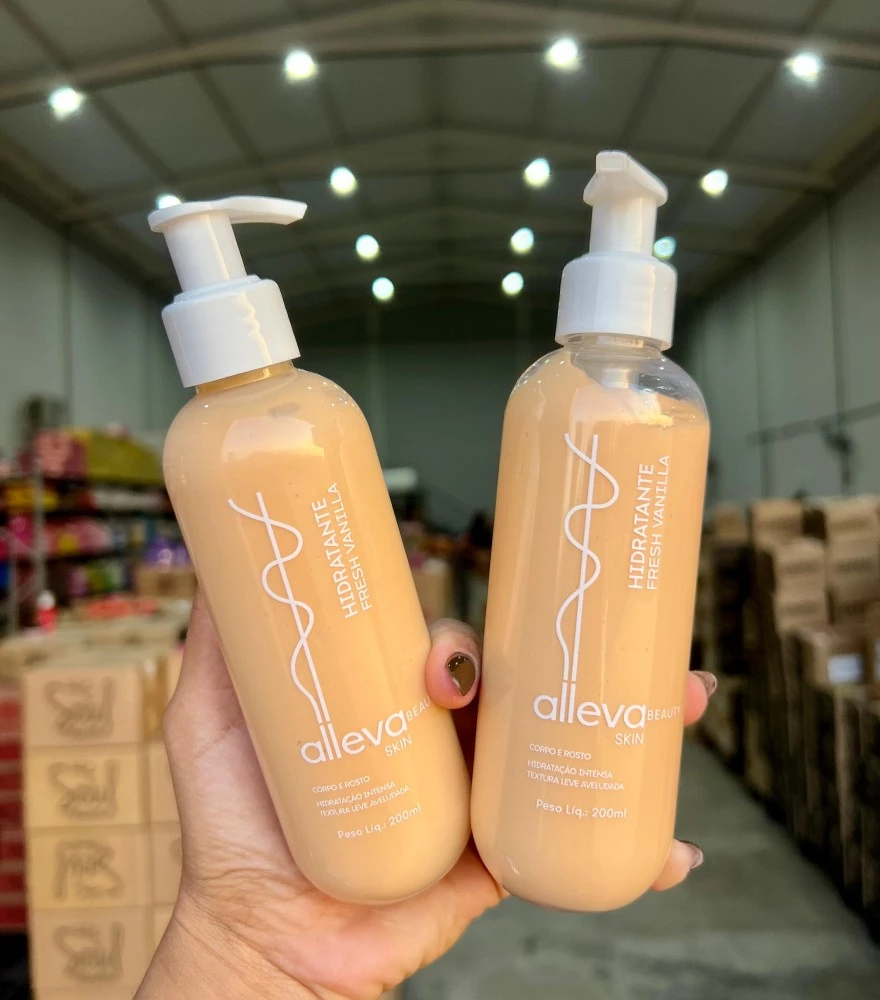 HIDRATANTE
FRESH VANILLA
alleva
SKIN
CORPO E ROSTO
HIDRATAÇÃO INTENSA
TEXTURA LEVE AVELUDADA
Peso Líq.: 200ml
HIDRATANTE
FRESH VANILLA
alleva BEAUTY
SKIN
CORPO E ROSTO
HIDRATAÇÃO INTENSA
TEXTURA LEVE AVELUDADA
Peso Líq.: 200ml